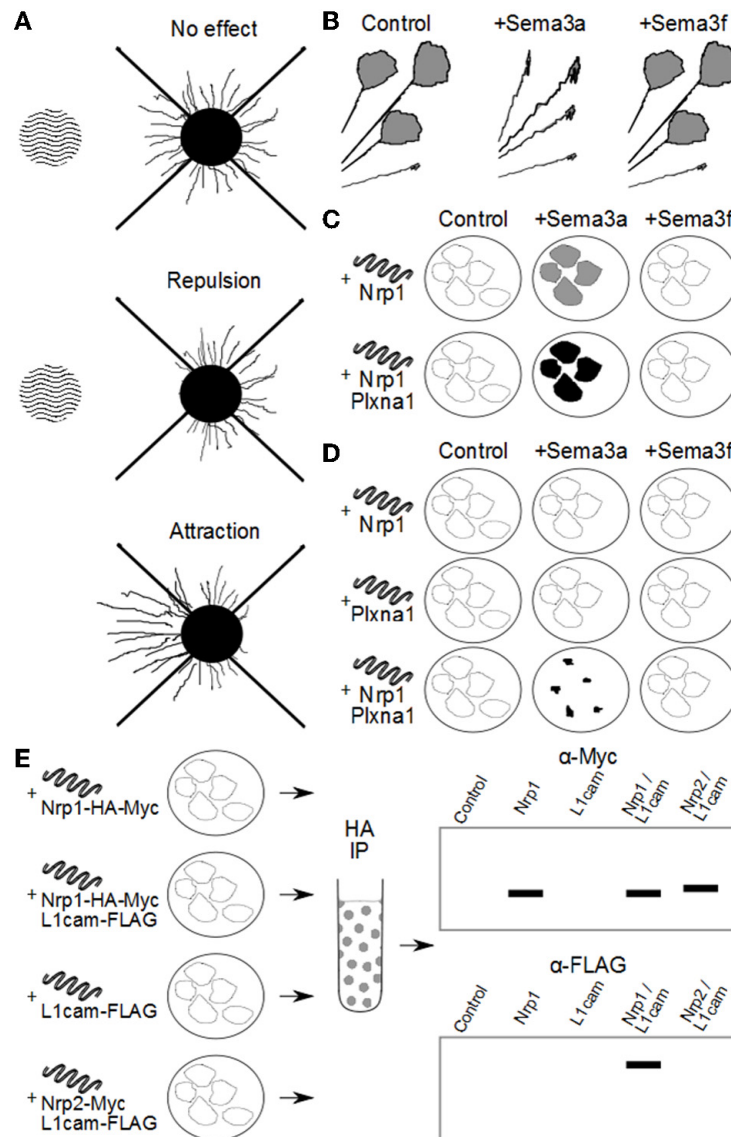 A
No effect
Repulsion
Attraction
B
Control +Sema3a +Sema3f
C
Control +Sema3a +Sema3f
+ Nrp1
+ Nrp1
Plxna1
D
Control +Sema3a +Sema3f
+ Nrp1
+ Plxna1
+ Nrp1
Plxna1
E
+ Nrp1-HA-Myc
+ Nrp1-HA-Myc
L1cam-FLAG
+ L1cam-FLAG
+ Nrp2-Myc
L1cam-FLAG
HA
IP
α-Myc
Control
Nrp1
L1cam
Nrp1 /
L1cam
Nrp2 /
L1cam
α-FLAG
Control
Nrp1
L1cam
Nrp1 /
L1cam
Nrp2 /
L1cam